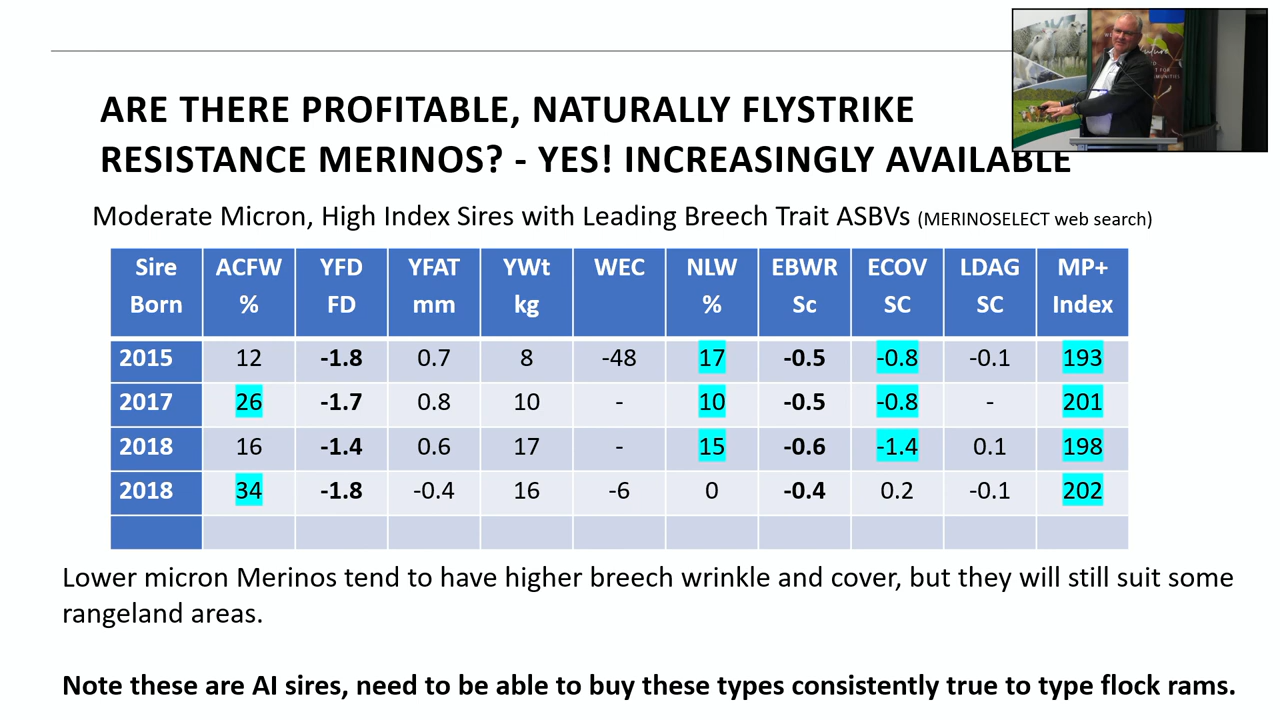 ARE THERE PROFITABLE, NATURALLY FLYSTRIKE
RESISTANCE MERINOS? - YES! INCREASINGLY AVAILABLE
Moderate Micron, High Index Sires with Leading Breech Trait ASBVs (MERINOSELECT web search)
Sire Born ACFW % YFD FD YFAT mm YWt kg WEC NLW % EBWR Sc ECOV SC LDAG SC MP+ Index
2015 12 -1.8 0.7 8 -48 17 -0.5 -0.8 -0.1 193
2017 26 -1.7 0.8 10 - 10 -0.5 -0.8 - 201
2018 16 -1.4 0.6 17 - 15 -0.6 -1.4 0.1 198
2018 34 -1.8 -0.4 16 -6 0 -0.4 0.2 -0.1 202
Lower micron Merinos tend to have higher breech wrinkle and cover, but they will still suit some
rangeland areas.
Note these are AI sires, need to be able to buy these types consistently true to type flock rams.